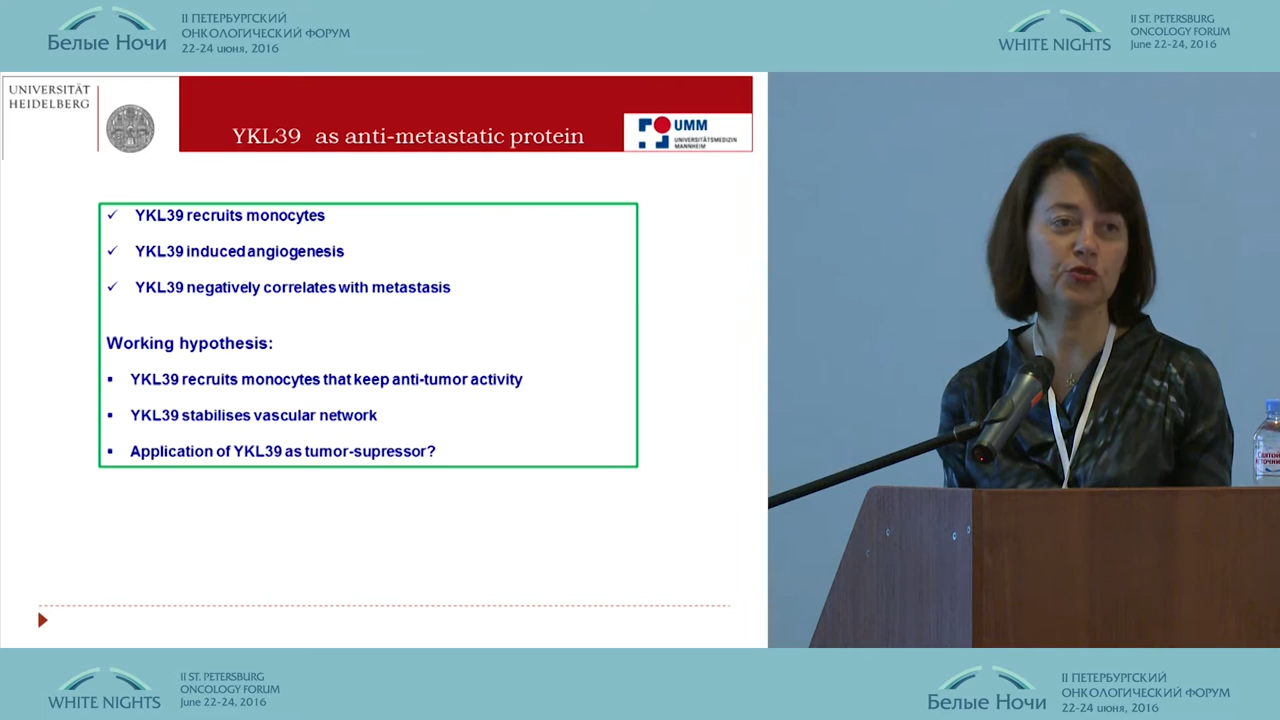 Белые Ночи
II ПЕТЕРБУРГСКИЙ
ОНКОЛОГИЧЕСКИЙ ФОРУМ
22-24 июня, 2016
WHITE NIGHTS
II ST. PETERSBURG
ONCOLOGY FORUM
June 22-24, 2016
UNIVERSITÄT
HEIDELBERG
YKL39 as anti-metastatic protein
UMM
UNIVERSITÄTSMEDIZIN
MANNHEIM
YKL39 recruits monocytes
YKL39 induced angiogenesis
YKL39 negatively correlates with metastasis
Working hypothesis:
YKL39 recruits monocytes that keep anti-tumor activity
YKL39 stabilises vascular network
Application of YKL39 as tumor-supressor?
Святой
Источник
WHITE NIGHTS
II ST. PETERSBURG
ONCOLOGY FORUM
June 22-24, 2016
Белые Ночи
II ПЕТЕРБУРГСКИЙ
ОНКОЛОГИЧЕСКИЙ ФОРУМ
22-24 июня, 2016